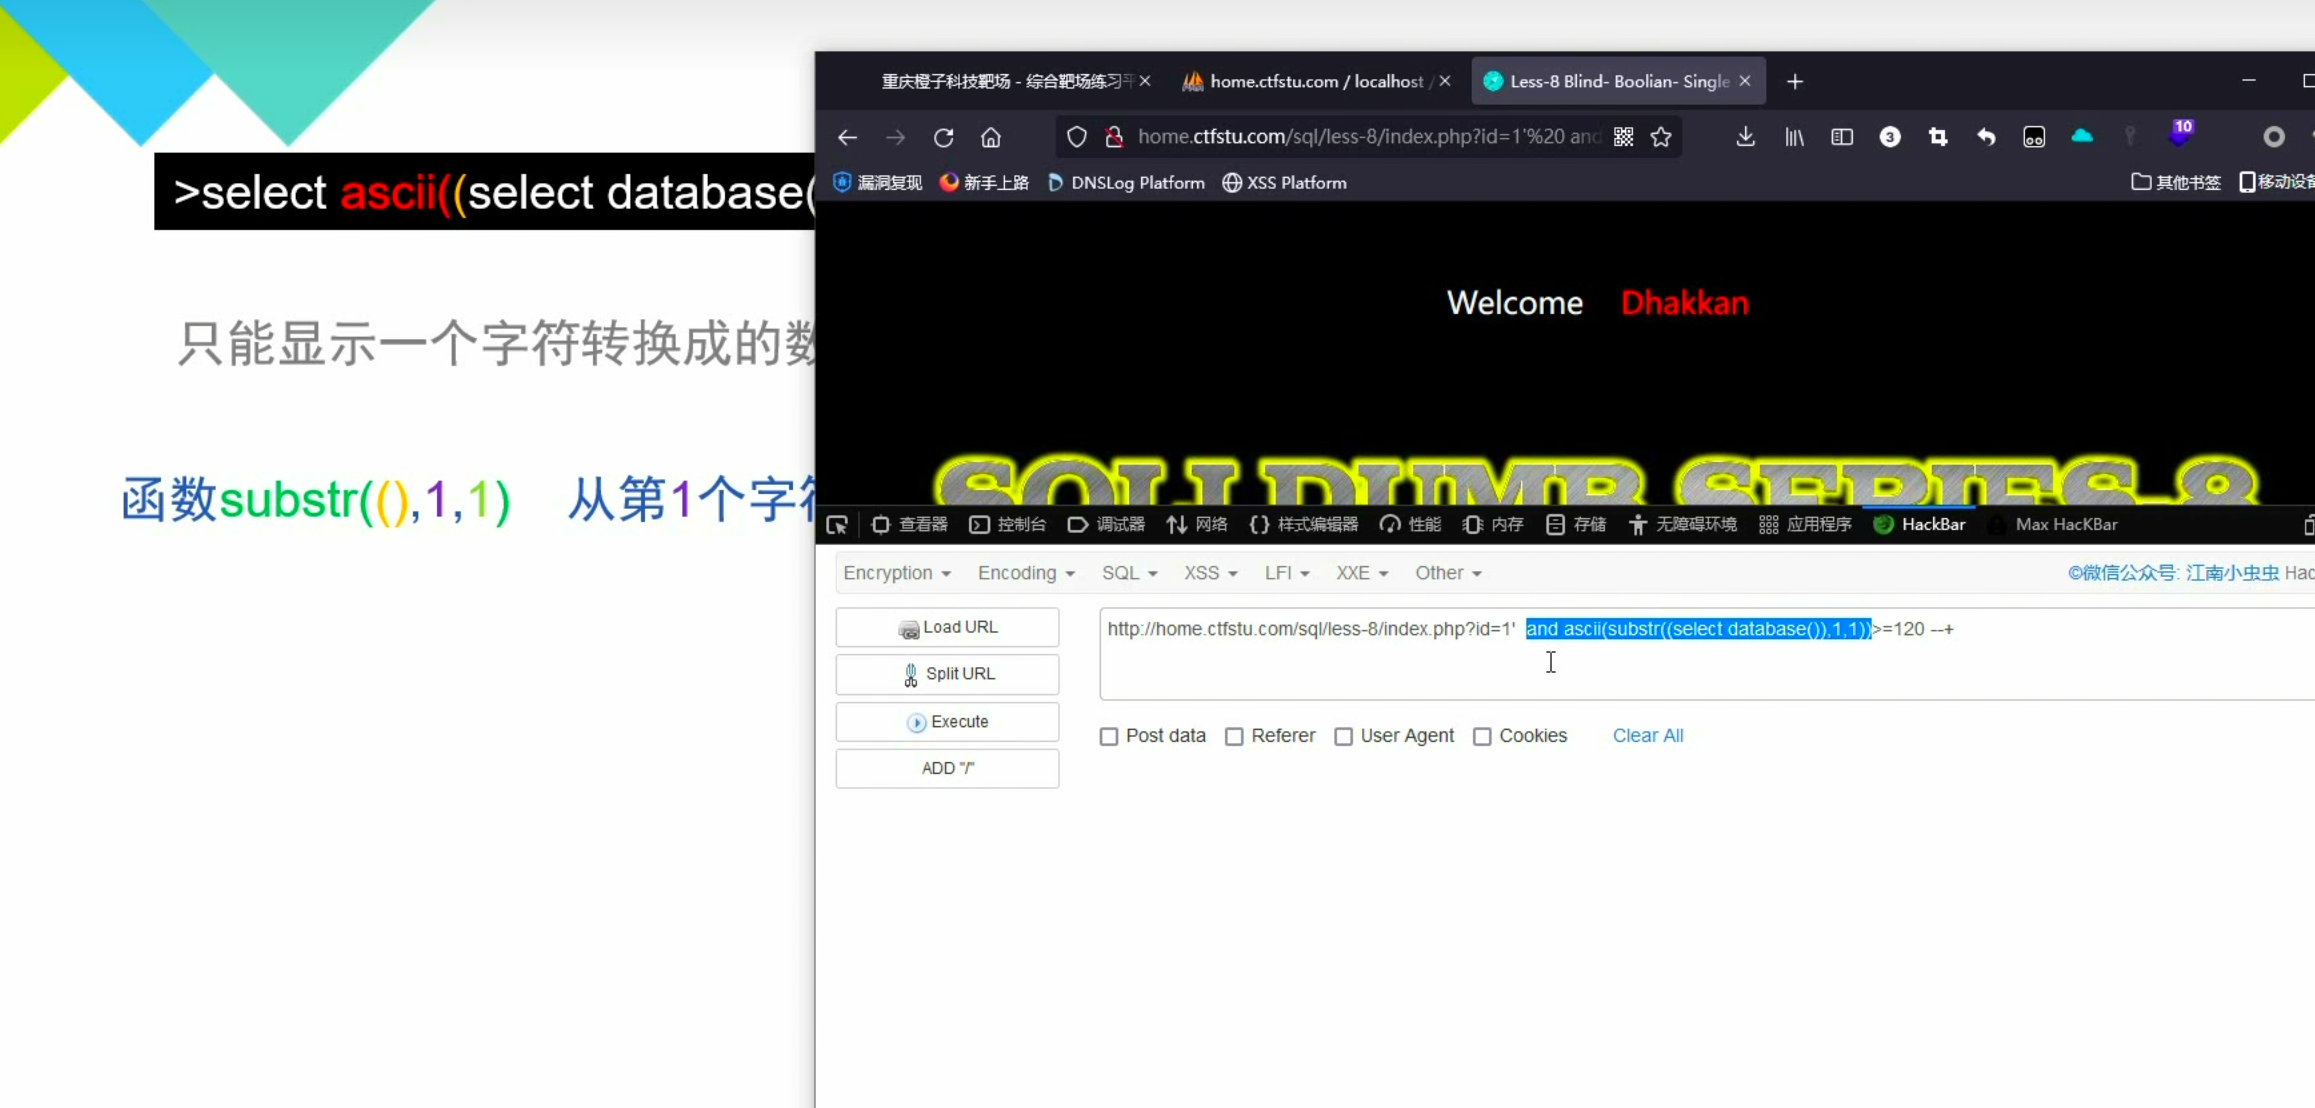 >select ascii((select database(
只能显示一个字符转换成的数
函数substr((),1,1) 从第1个字符
重庆橙子科技靶场 - 综合靶场练习平
home.ctfstu.com / localhost /
Less-8 Blind- Boolian- Single
home.ctfstu.com/sql/less-8/index.php?id=1'%20 and
3
10
漏洞复现 新手上路 DNSLog Platform XSS Platform 其他书签 移动设备
Welcome Dhakkan
SQLI DUMB SERIES-8
查看器 控制台 调试器 网络 {} 样式编辑器 性能 内存 存储 无障碍环境 应用程序 HackBar Max HacKBar
Encryption Encoding SQL XSS LFI XXE Other ©微信公众号: 江南小虫虫 Hac
Load URL
Split URL
Execute
ADD "/"
http://home.ctfstu.com/sql/less-8/index.php?id=1' and ascii(substr((select database()),1,1))>=120 --+
Post data Referer User Agent Cookies Clear All